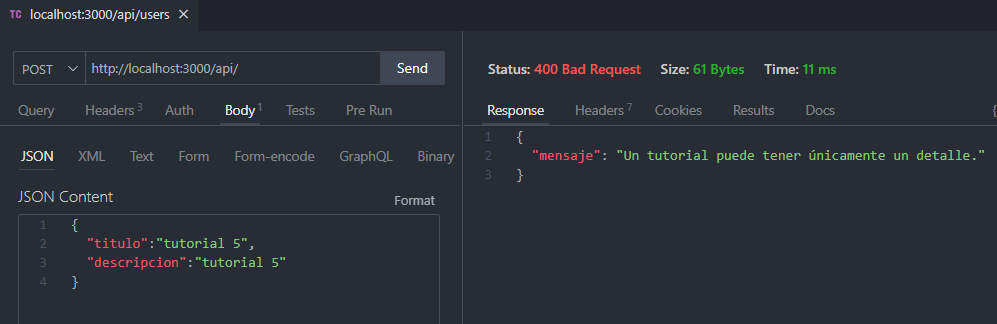 TC localhost:3000/api/users ×
POST http://localhost:3000/api/ Send
Query Headers 3 Auth Body 1 Tests Pre Run
JSON XML Text Form Form-encode GraphQL Binary
JSON Content Format
1 {
2 "titulo":"tutorial 5",
3 "descripcion":"tutorial 5"
4 }
Status: 400 Bad Request Size: 61 Bytes Time: 11 ms
Response Headers 7 Cookies Results Docs {
1 {
2 "mensaje": "Un tutorial puede tener únicamente un detalle."
3 }